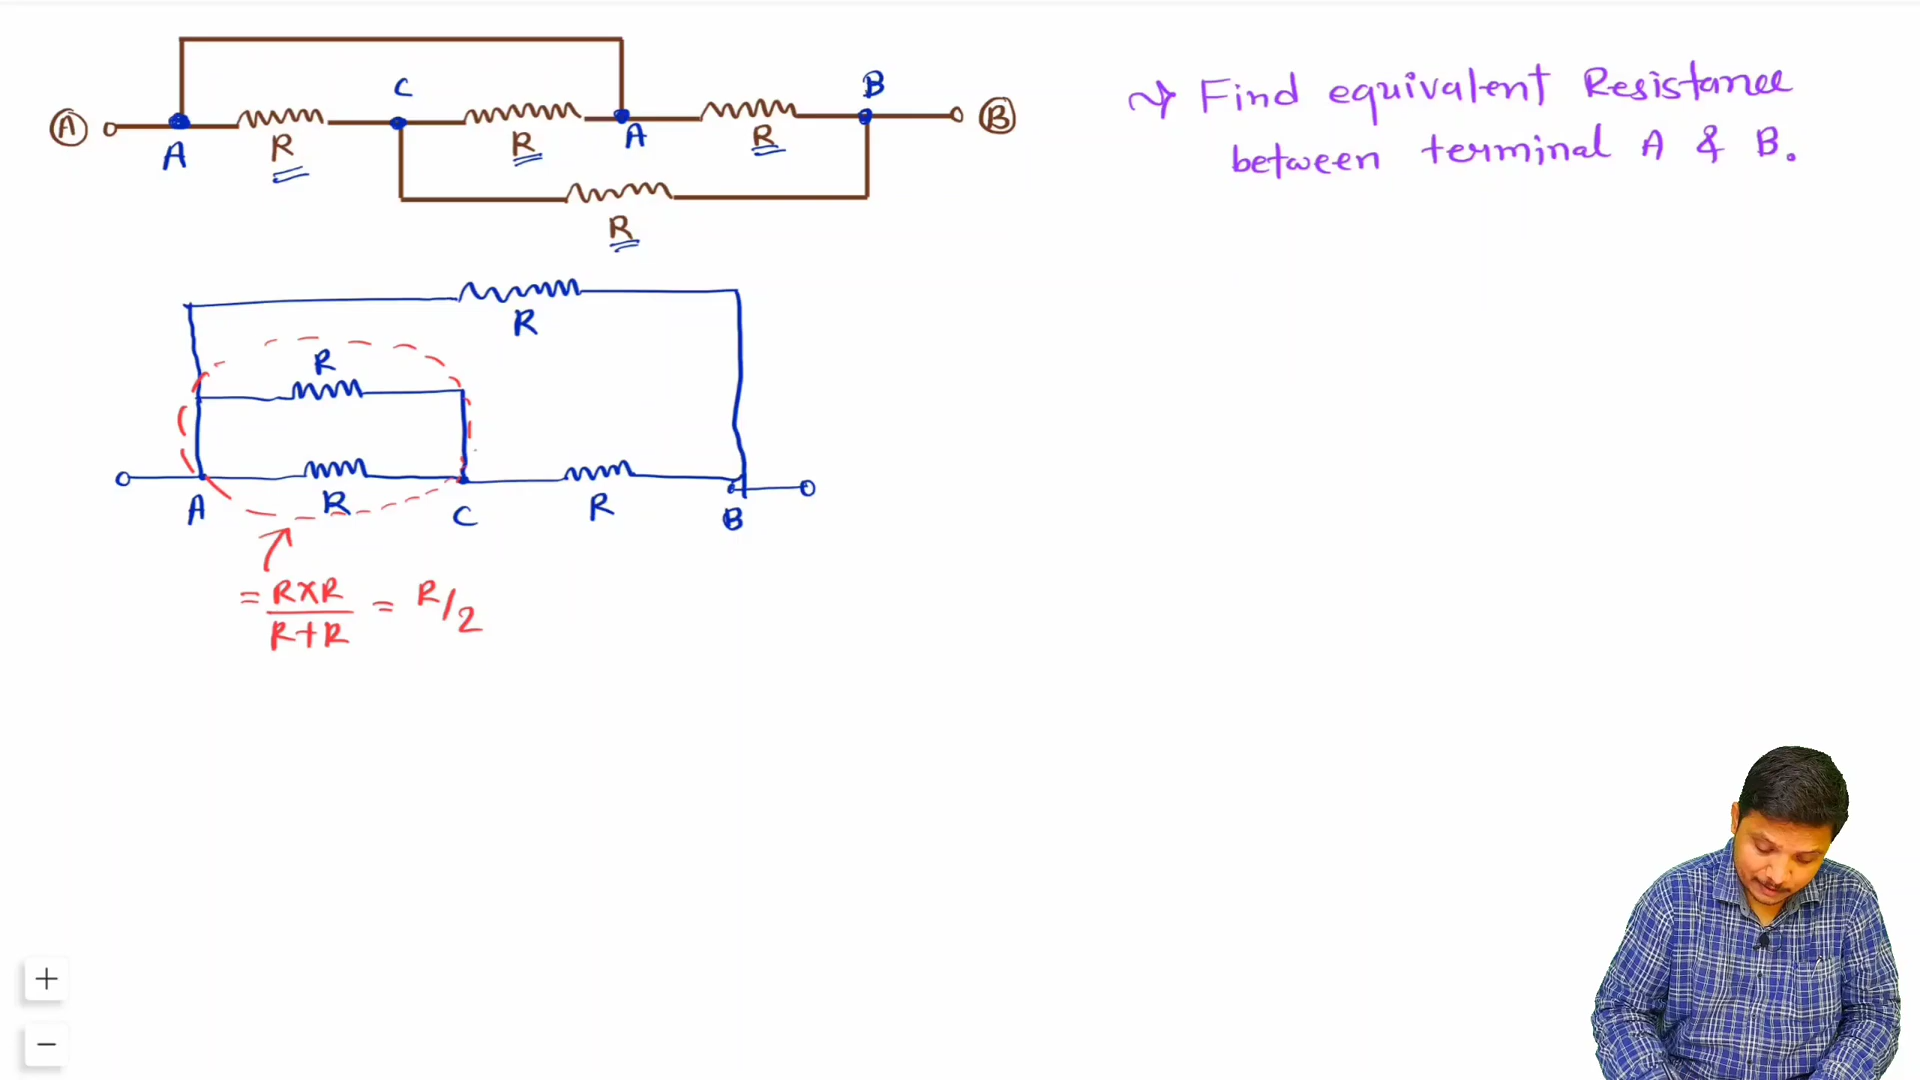 C
B
A
B
A
R
R
A
R
R
→ Find equivalent Resistance
between terminal A & B.
R
R
A
R
C
R
B
= R×R / R+R = R/2
+
−